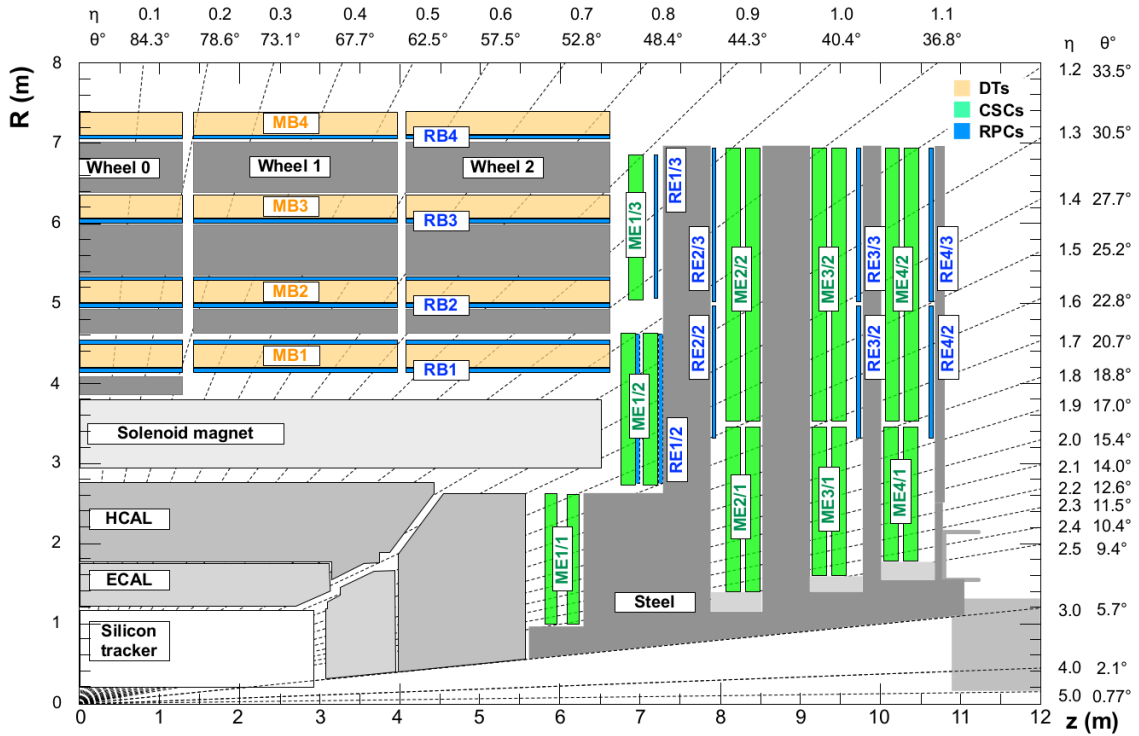 η 0.1 0.2 0.3 0.4 0.5 0.6 0.7 0.8 0.9 1.0 1.1
θ° 84.3° 78.6° 73.1° 67.7° 62.5° 57.5° 52.8° 48.4° 44.3° 40.4° 36.8° η θ°
R (m)
8
7
6
5
4
3
2
1
0
1.2 33.5°
1.3 30.5°
1.4 27.7°
1.5 25.2°
1.6 22.8°
1.7 20.7°
1.8 18.8°
1.9 17.0°
2.0 15.4°
2.1 14.0°
2.2 12.6°
2.3 11.5°
2.4 10.4°
2.5 9.4°
3.0 5.7°
4.0 2.1°
5.0 0.77°
DTs
CSCs
RPCs
MB4
RB4
Wheel 0
Wheel 1
Wheel 2
MB3
RB3
MB2
RB2
MB1
RB1
Solenoid magnet
HCAL
ECAL
Silicon
tracker
Steel
ME1/1
ME1/2
ME1/3
RE1/3
RE1/2
RE2/3
RE2/2
ME2/2
ME2/1
ME3/2
ME3/1
RE3/3
RE3/2
ME4/2
ME4/1
RE4/3
RE4/2
0 1 2 3 4 5 6 7 8 9 10 11 12
z (m)